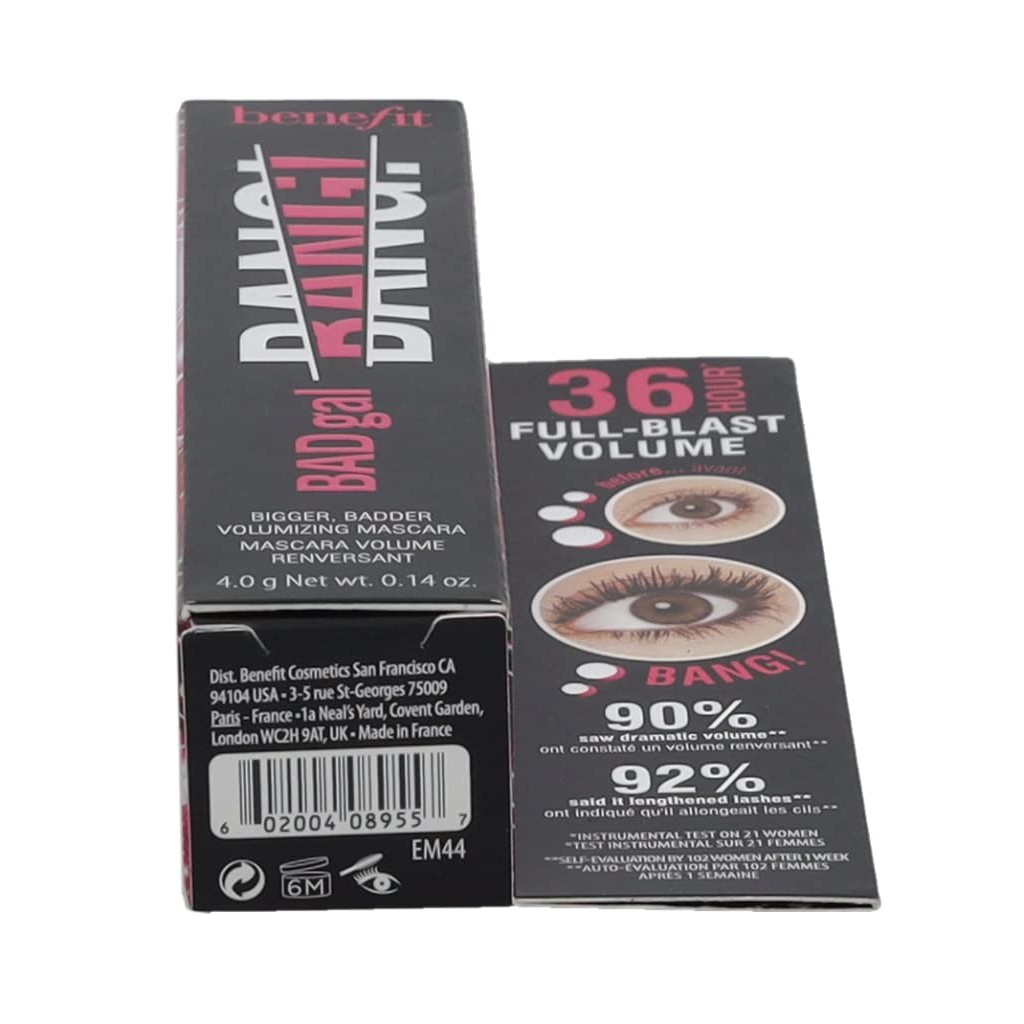 benefit
BANG!
BAD gal
BIGGER, BADDER
VOLUMIZING MASCARA
MASCARA VOLUME
RENVERSANT
4.0 g Net wt. 0.14 oz.
Dist. Benefit Cosmetics San Francisco CA
94104 USA • 3-5 rue St-Georges 75009
Paris - France • 1a Neal's Yard, Covent Garden,
London WC2H 9AT, UK • Made in France
6 02004 08955 7
EM44
6M
36 HOUR*
FULL-BLAST
VOLUME
before... avant...
BANG!
90%
saw dramatic volume**
ont constaté un volume renversant**
92%
said it lengthened lashes**
ont indiqué qu'il allongeait les cils**
*INSTRUMENTAL TEST ON 21 WOMEN
*TEST INSTRUMENTAL SUR 21 FEMMES
**SELF-EVALUATION BY 102 WOMEN AFTER 1 WEEK
**AUTO-ÉVALUATION PAR 102 FEMMES
APRÈS 1 SEMAINE